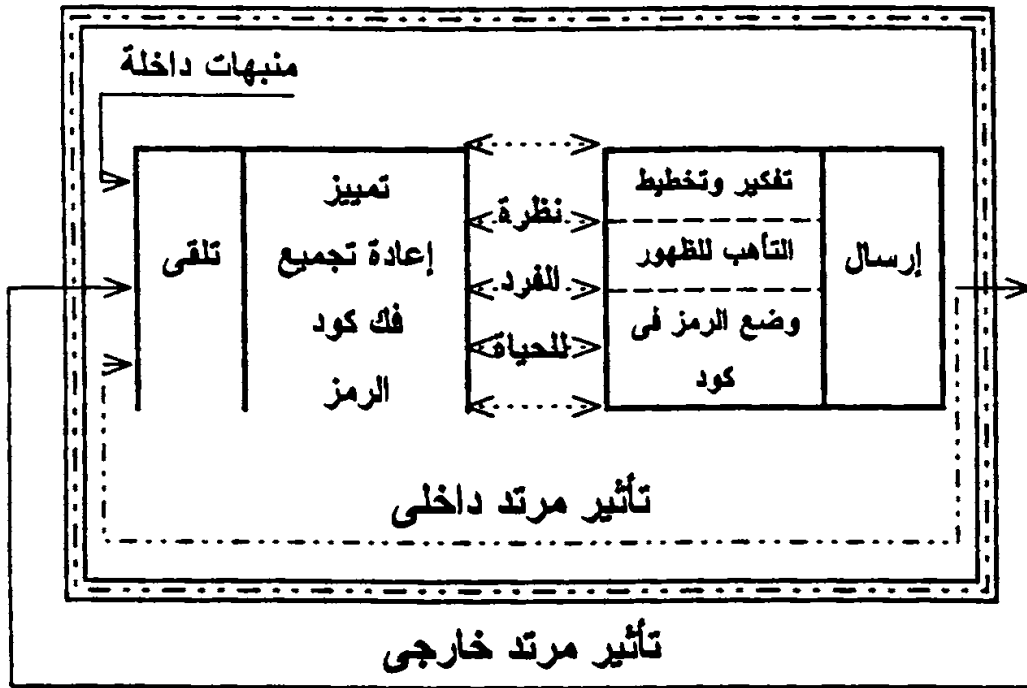 منبهات داخلة
تلقى
تمييز
إعادة تجميع
فك كود
الرمز
نظرة
الفرد
للحياة
تفكير وتخطيط
التأهب للظهور
وضع الرمز فى
كود
إرسال
تأثير مرتد داخلى
تأثير مرتد خارجى